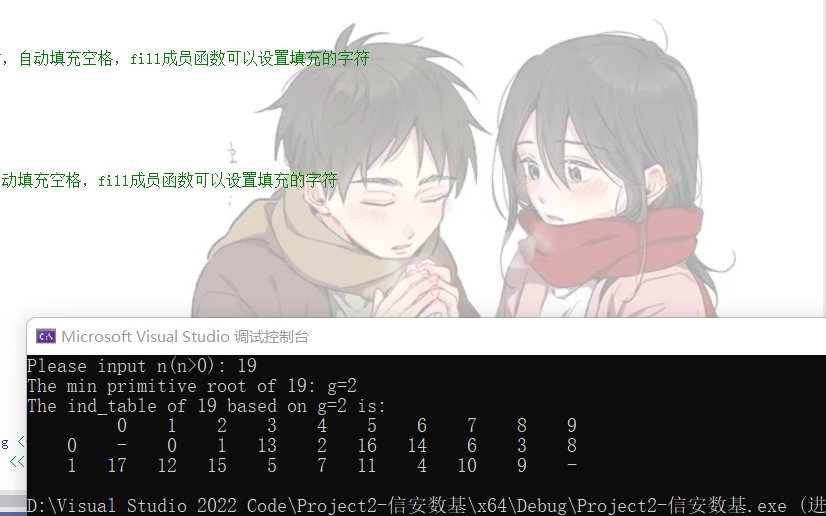 ，自动填充空格，fill成员函数可以设置填充的字符
动填充空格，fill成员函数可以设置填充的字符
Microsoft Visual Studio 调试控制台
Please input n(n>0): 19
The min primitive root of 19: g=2
The ind_table of 19 based on g=2 is:
0 1 2 3 4 5 6 7 8 9
0 - 0 1 13 2 16 14 6 3 8
1 17 12 15 5 7 11 4 10 9 -
g <
<<
D:\Visual Studio 2022 Code\Project2-信安数基\x64\Debug\Project2-信安数基.exe (进